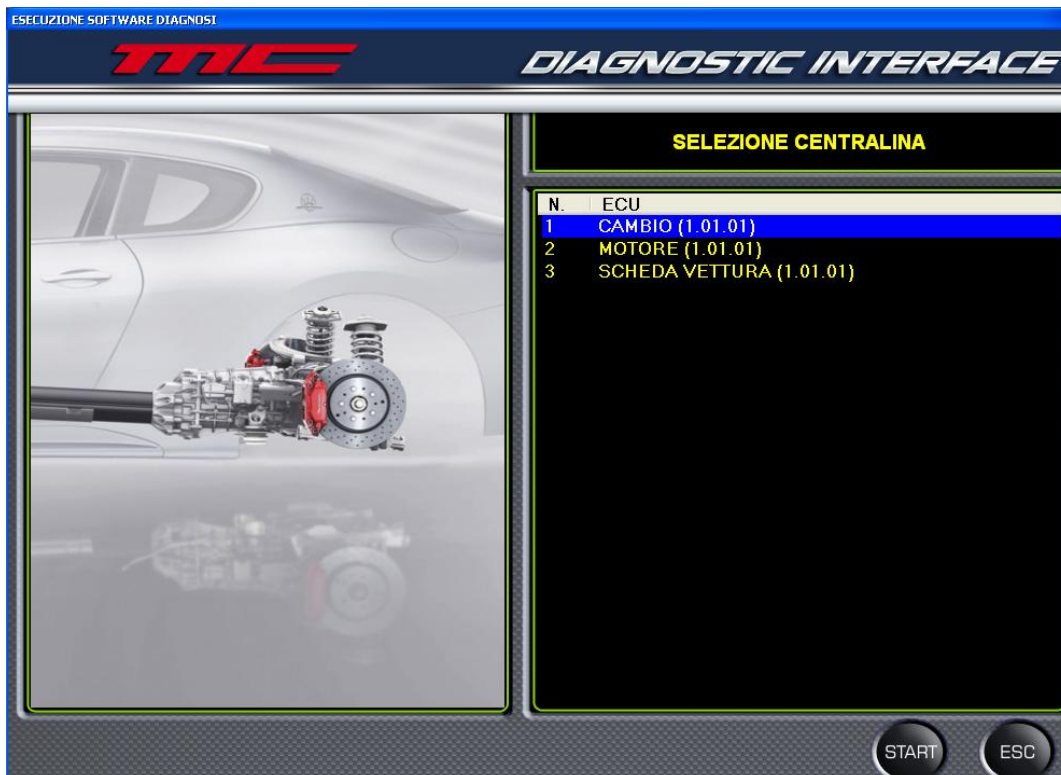 ESECUZIONE SOFTWARE DIAGNOSI
MC DIAGNOSTIC INTERFACE
SELEZIONE CENTRALINA
N. ECU
1 CAMBIO (1.01.01)
2 MOTORE (1.01.01)
3 SCHEDA VETTURA (1.01.01)
START ESC